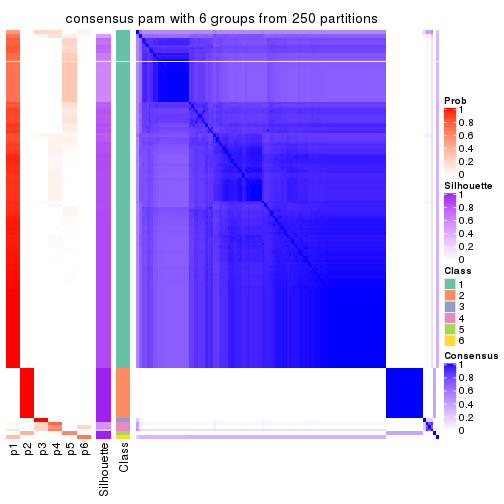 consensus pam with 6 groups from 250 partitions
Prob
1
0.8
0.6
0.4
0.2
0
Silhouette
1
0.8
0.6
0.4
0.2
0
Class
1
2
3
4
5
6
Consensus
1
0.8
0.6
0.4
0.2
0
p1
p2
p3
p4
p5
p6
Silhouette
Class